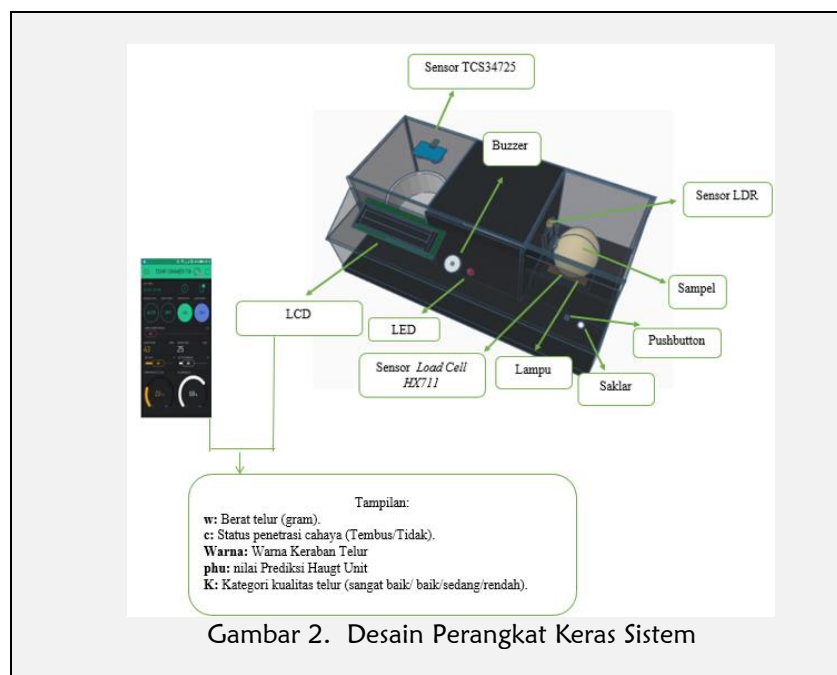 Sensor TCS34725
Buzzer
Sensor LDR
Sampel
LCD
LED
Pushbutton
Sensor Load Cell
HX711
Lampu
Saklar
Tampilan:
w: Berat telur (gram).
c: Status penetrasi cahaya (Tembus/Tidak).
Warna: Warna Keraban Telur
phu: nilai Prediksi Haugt Unit
K: Kategori kualitas telur (sangat baik/ baik/sedang/rendah).
Gambar 2. Desain Perangkat Keras Sistem